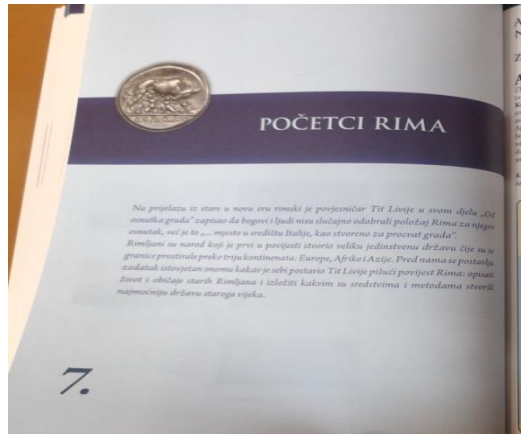 POČETCI RIMA
Na prijelazu iz stare u novu eru rimski je povjesničar Tit Livije u svom djelu „Od
osnutka grada" zapisao da bogovi i ljudi nisu slučajno odabrali položaj Rima za njegov
osnutak, već je to „... mjesto u središtu Italije, kao stvoreno za procvat grada".
Rimljani su narod koji je prvi u povijesti stvorio veliku jedinstvenu državu čije su se
granice prostirale preko triju kontinenata: Europe, Afrike i Azije. Pred nama se postavlja
zadatak istovjetan onomu kakav je sebi postavio Tit Livije pišući povijest Rima: opisati
život i običaje starih Rimljana i izložiti kakvim su sredstvima i metodama stvorili
najmoćniju državu staroga vijeka.
7.